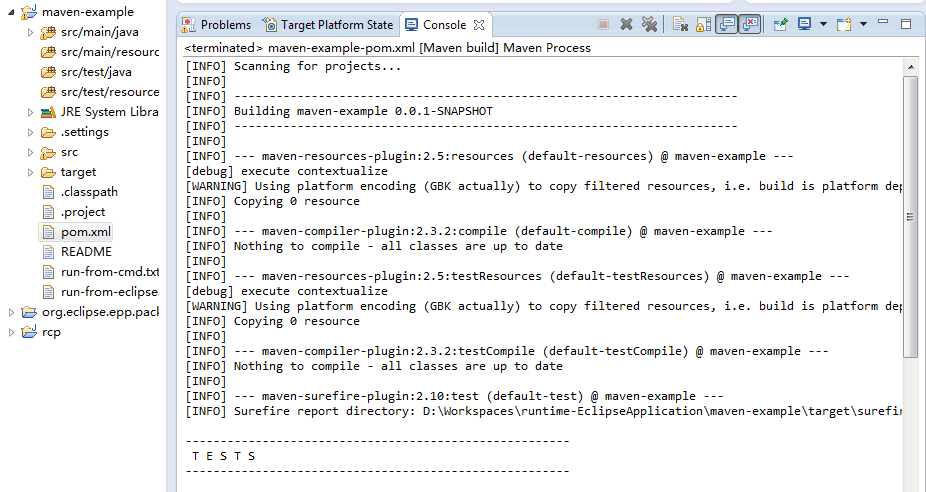 maven-example
src/main/java
src/main/resourc
src/test/java
src/test/resource
JRE System Libra
.settings
src
target
.classpath
.project
pom.xml
README
run-from-cmd.txt
run-from-eclipse
org.eclipse.epp.pack
rcp
Problems Target Platform State Console
<terminated> maven-example-pom.xml [Maven build] Maven Process
[INFO] Scanning for projects...
[INFO]
[INFO] ------------------------------------------------------------------------
[INFO] Building maven-example 0.0.1-SNAPSHOT
[INFO] ------------------------------------------------------------------------
[INFO]
[INFO] --- maven-resources-plugin:2.5:resources (default-resources) @ maven-example ---
[debug] execute contextualize
[WARNING] Using platform encoding (GBK actually) to copy filtered resources, i.e. build is platform dep
[INFO] Copying 0 resource
[INFO]
[INFO] --- maven-compiler-plugin:2.3.2:compile (default-compile) @ maven-example ---
[INFO] Nothing to compile - all classes are up to date
[INFO]
[INFO] --- maven-resources-plugin:2.5:testResources (default-testResources) @ maven-example ---
[debug] execute contextualize
[WARNING] Using platform encoding (GBK actually) to copy filtered resources, i.e. build is platform dep
[INFO] Copying 0 resource
[INFO]
[INFO] --- maven-compiler-plugin:2.3.2:testCompile (default-testCompile) @ maven-example ---
[INFO] Nothing to compile - all classes are up to date
[INFO]
[INFO] --- maven-surefire-plugin:2.10:test (default-test) @ maven-example ---
[INFO] Surefire report directory: D:\Workspaces\runtime-EclipseApplication\maven-example\target\surefir
-------------------------------------------------------
T E S T S
-------------------------------------------------------